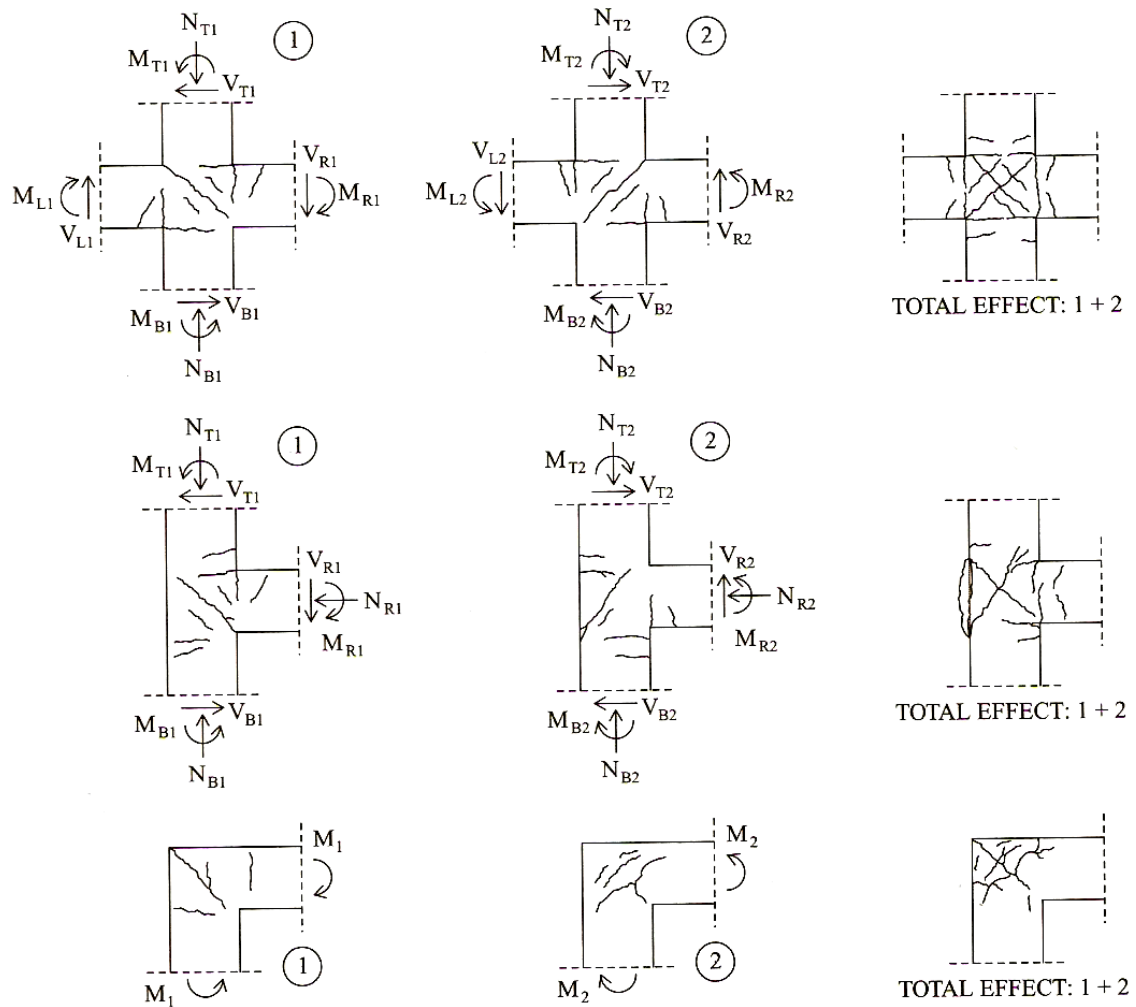 N_T1 1 N_T2 2
M_T1 M_T2
V_T1 V_T2
V_R1 V_L2
M_L1 M_R1 M_L2 M_R2
V_L1 V_R2
V_B1 V_B2 TOTAL EFFECT: 1 + 2
M_B1 M_B2
N_B1 N_B2
N_T1 1 N_T2 2
M_T1 M_T2
V_T1 V_T2
V_R1 V_R2
N_R1 N_R2
M_R1 M_R2
V_B1 V_B2 TOTAL EFFECT: 1 + 2
M_B1 M_B2
N_B1 N_B2
M_1 M_2
1 2
M_1 M_2 TOTAL EFFECT: 1 + 2